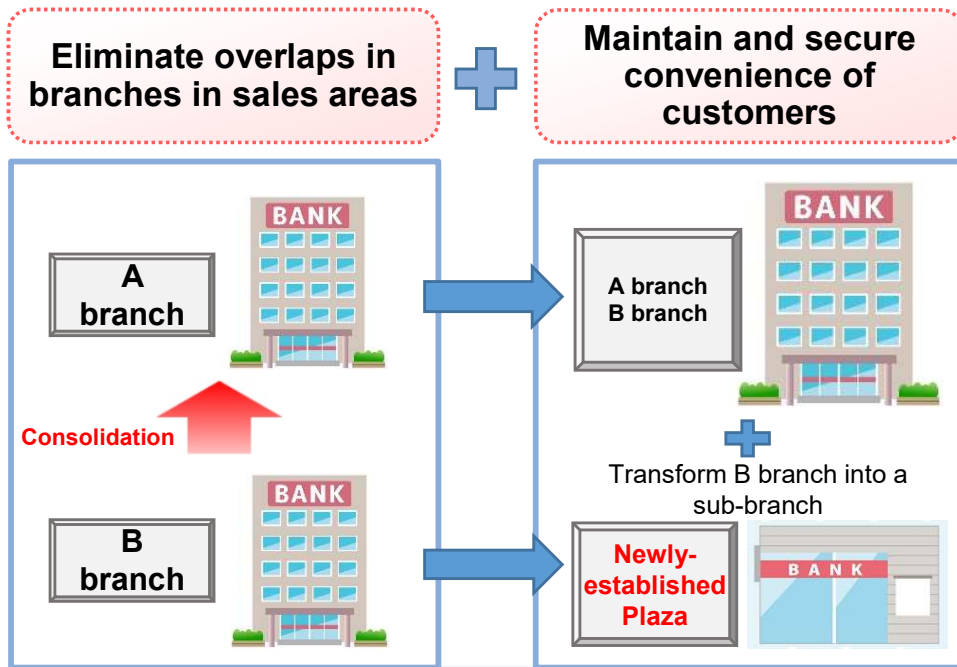 Eliminate overlaps in
branches in sales areas
Maintain and secure
convenience of
customers
BANK
A
branch
Consolidation
BANK
B
branch
BANK
A branch
B branch
Transform B branch into a
sub-branch
Newly-
established
Plaza
BANK